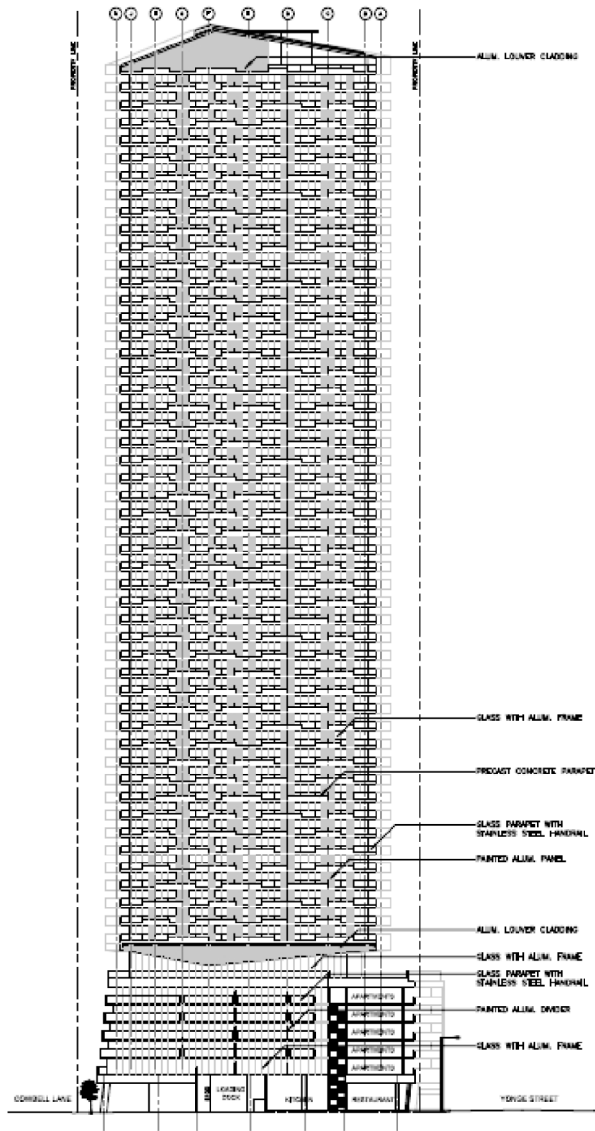 ALUM. LOUVER CLADDING
PROPERTY LINE
PROPERTY LINE
GLASS WITH ALUM. FRAME
PRECAST CONCRETE PARAPET
GLASS PARAPET WITH
STAINLESS STEEL HANDRAIL
PAINTED ALUM. PANEL
ALUM. LOUVER CLADDING
GLASS WITH ALUM. FRAME
GLASS PARAPET WITH
STAINLESS STEEL HANDRAIL
APARTMENTS
PAINTED ALUM. DIVIDER
APARTMENTS
APARTMENTS
GLASS WITH ALUM. FRAME
APARTMENTS
APARTMENTS
LOADING
DOCK
KITCHEN
RESTAURANT
COWBELL LANE
YONGE STREET